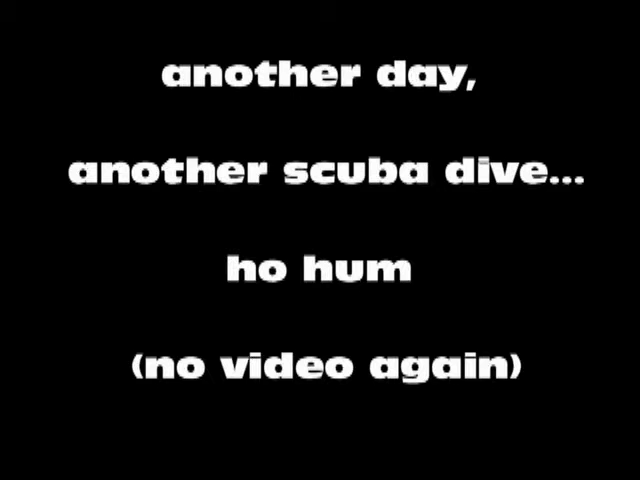 another day,
another scuba dive...
ho hum
(no video again)